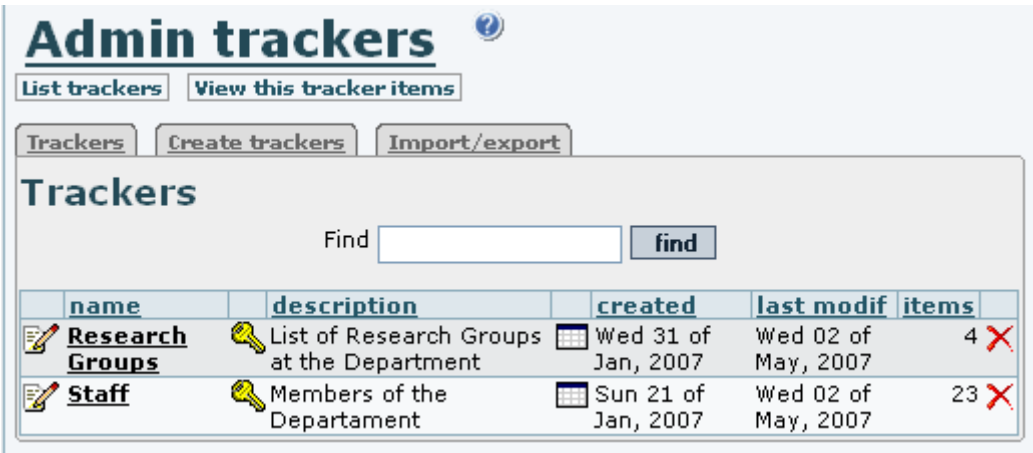 Admin trackers ?
List trackers View this tracker items
Trackers Create trackers Import/export
Trackers
Find find
name description created last modif items
Research List of Research Groups Wed 31 of Wed 02 of 4
Groups at the Department Jan, 2007 May, 2007
Staff Members of the Sun 21 of Wed 02 of 23
Departament Jan, 2007 May, 2007